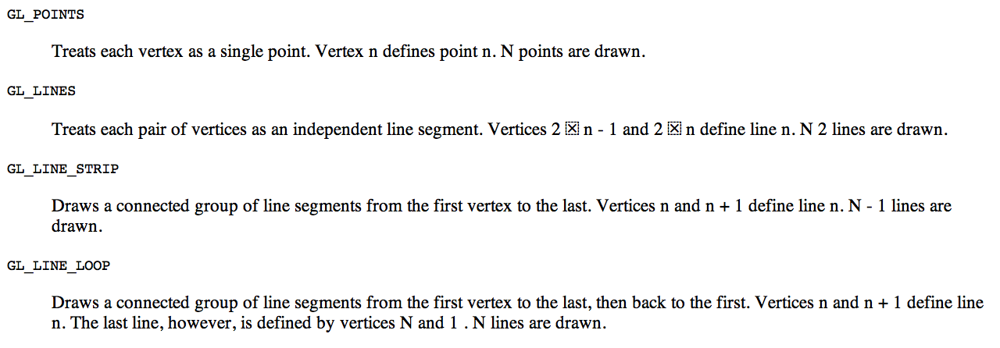 GL_POINTS
Treats each vertex as a single point. Vertex n defines point n. N points are drawn.
GL_LINES
Treats each pair of vertices as an independent line segment. Vertices 2 ☒ n - 1 and 2 ☒ n define line n. N 2 lines are drawn.
GL_LINE_STRIP
Draws a connected group of line segments from the first vertex to the last. Vertices n and n + 1 define line n. N - 1 lines are
drawn.
GL_LINE_LOOP
Draws a connected group of line segments from the first vertex to the last, then back to the first. Vertices n and n + 1 define line
n. The last line, however, is defined by vertices N and 1 . N lines are drawn.